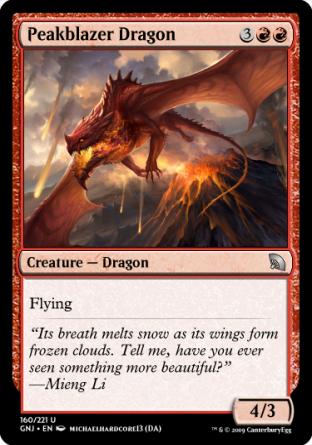 Peakblazer Dragon 3
Creature — Dragon
Flying
“Its breath melts snow as its wings form
frozen clouds. Tell me, have you ever
seen something more beautiful?”
—Mieng Li
4/3
160/221 U
GNJ • EN MICHAELHARDCORE13 (DA)
™ & © 2019 CanterburyEgg